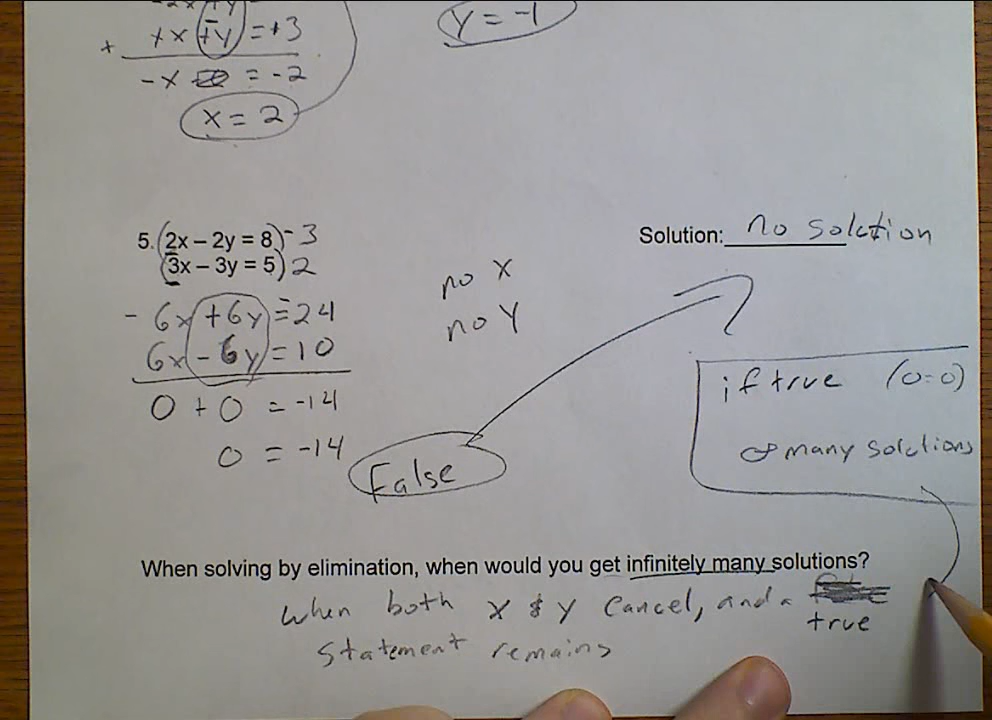 +x +y = +3
y = -1
+
-x = -2
x = 2
5. (2x – 2y = 8) -3
(3x – 3y = 5) 2
Solution: no solution
no x
no y
- 6x +6y = -24
6x - 6y = 10
0 + 0 = -14
0 = -14
False
if true (0=0)
∞ many solutions
When solving by elimination, when would you get infinitely many solutions?
when both x & y cancel, and a
true
statement remains